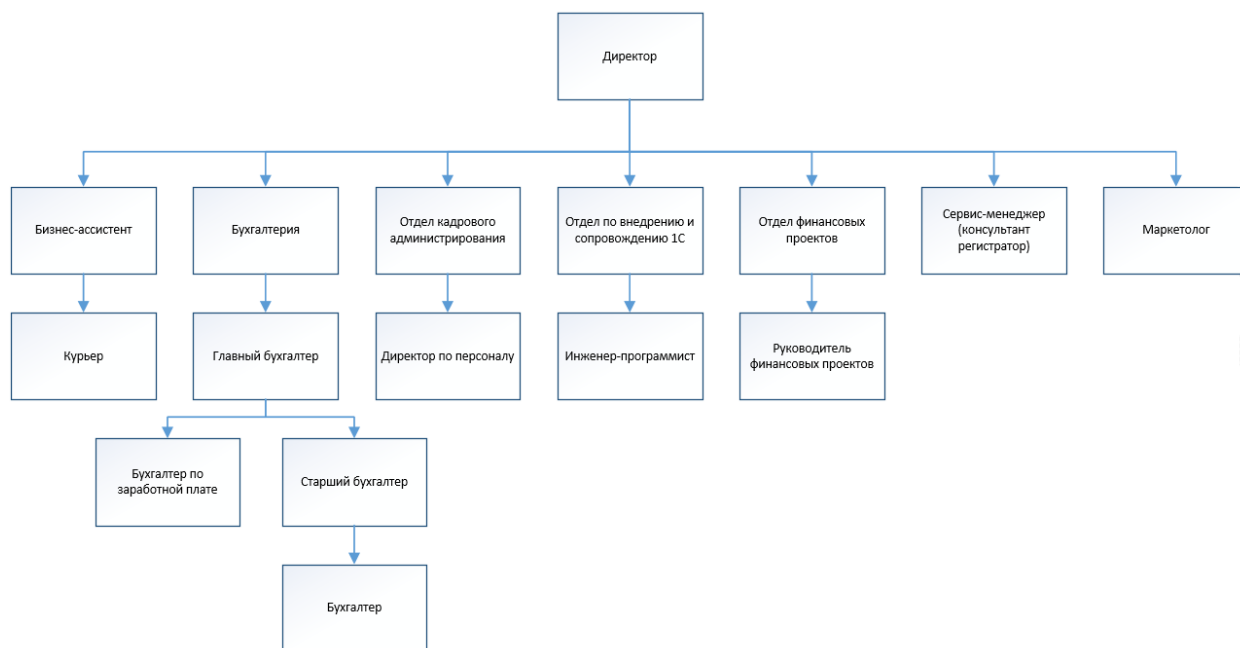 Директор
Бизнес-ассистент
Бухгалтерия
Отдел кадрового
администрирования
Отдел по внедрению и
сопровождению 1С
Отдел финансовых
проектов
Сервис-менеджер
(консультант
регистратор)
Маркетолог
Курьер
Главный бухгалтер
Директор по персоналу
Инженер-программист
Руководитель
финансовых проектов
Бухгалтер по
заработной плате
Старший бухгалтер
Бухгалтер